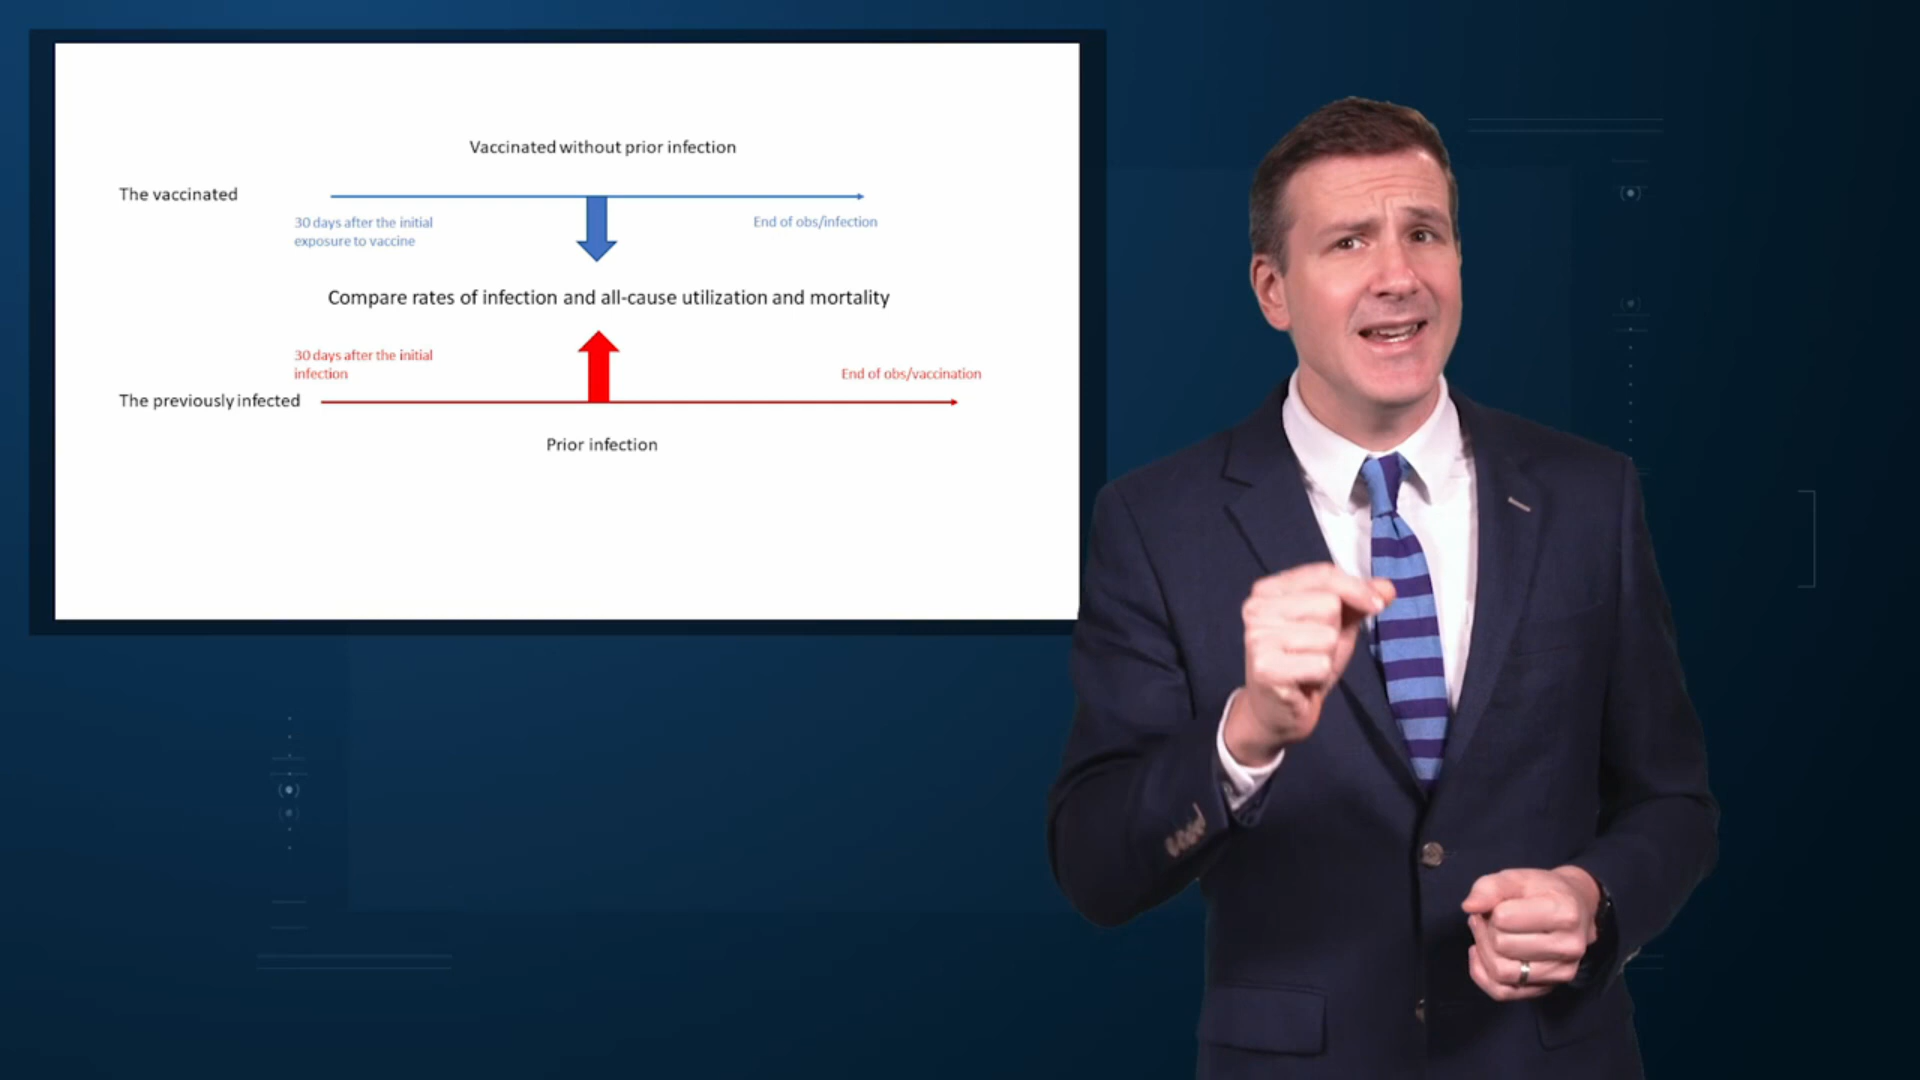 Vaccinated without prior infection
The vaccinated
30 days after the initial
exposure to vaccine
End of obs/infection
Compare rates of infection and all-cause utilization and mortality
30 days after the initial
infection
End of obs/vaccination
The previously infected
Prior infection